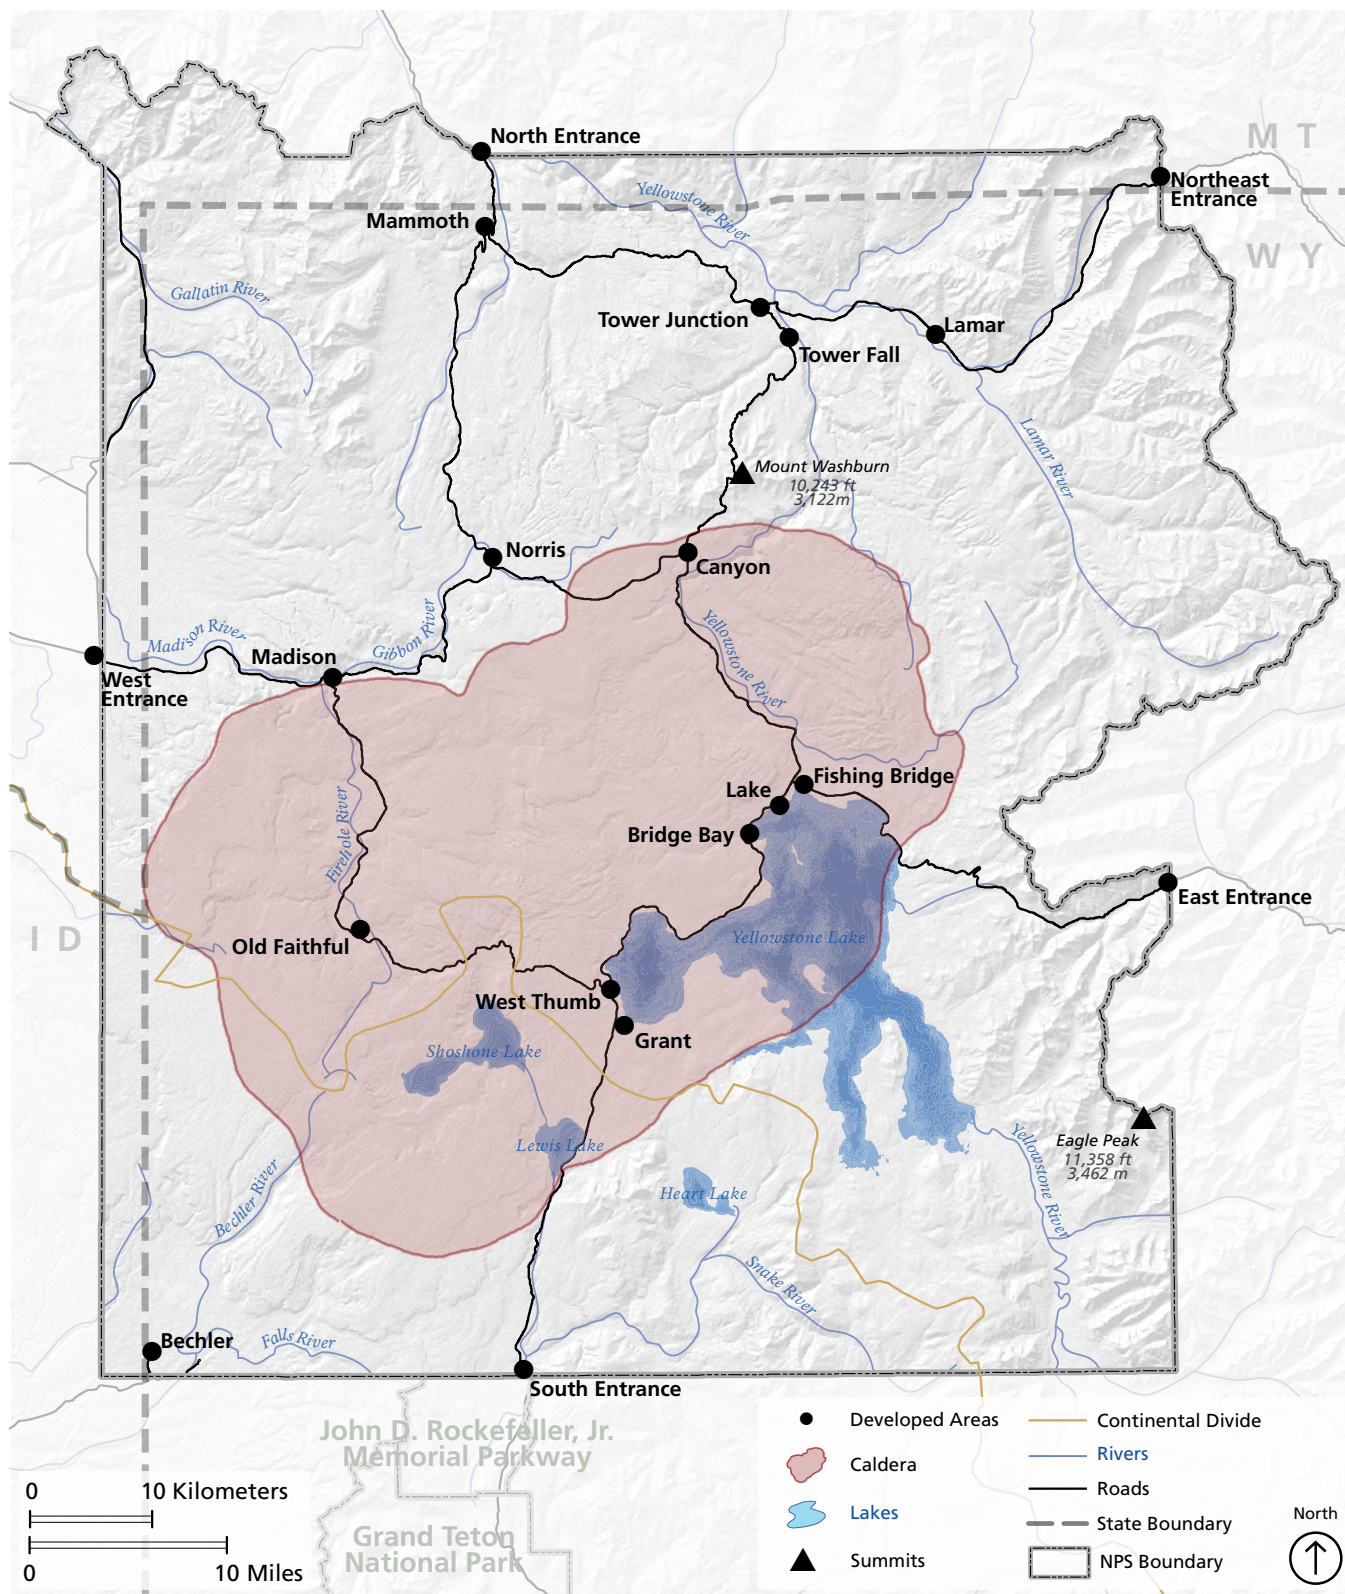 North Entrance
M T
Yellowstone River
Northeast
Entrance
Mammoth
W Y
Gallatin River
Tower Junction
Lamar
Tower Fall
Lamar River
Mount Washburn
10,243 ft
3,122m
Norris
Canyon
Madison River
Gibbon River
Yellowstone River
Madison
West
Entrance
Fishing Bridge
Lake
Bridge Bay
Firehole River
East Entrance
I D
Old Faithful
Yellowstone Lake
West Thumb
Grant
Shoshone Lake
Lewis Lake
Eagle Peak
11,358 ft
3,462 m
Yellowstone River
Heart Lake
Bechler River
Snake River
Bechler
Falls River
South Entrance
John D. Rockefeller, Jr.
Memorial Parkway
Grand Teton
National Park
0 10 Kilometers
0 10 Miles
Developed Areas
Caldera
Lakes
Summits
Continental Divide
Rivers
Roads
State Boundary
NPS Boundary
North